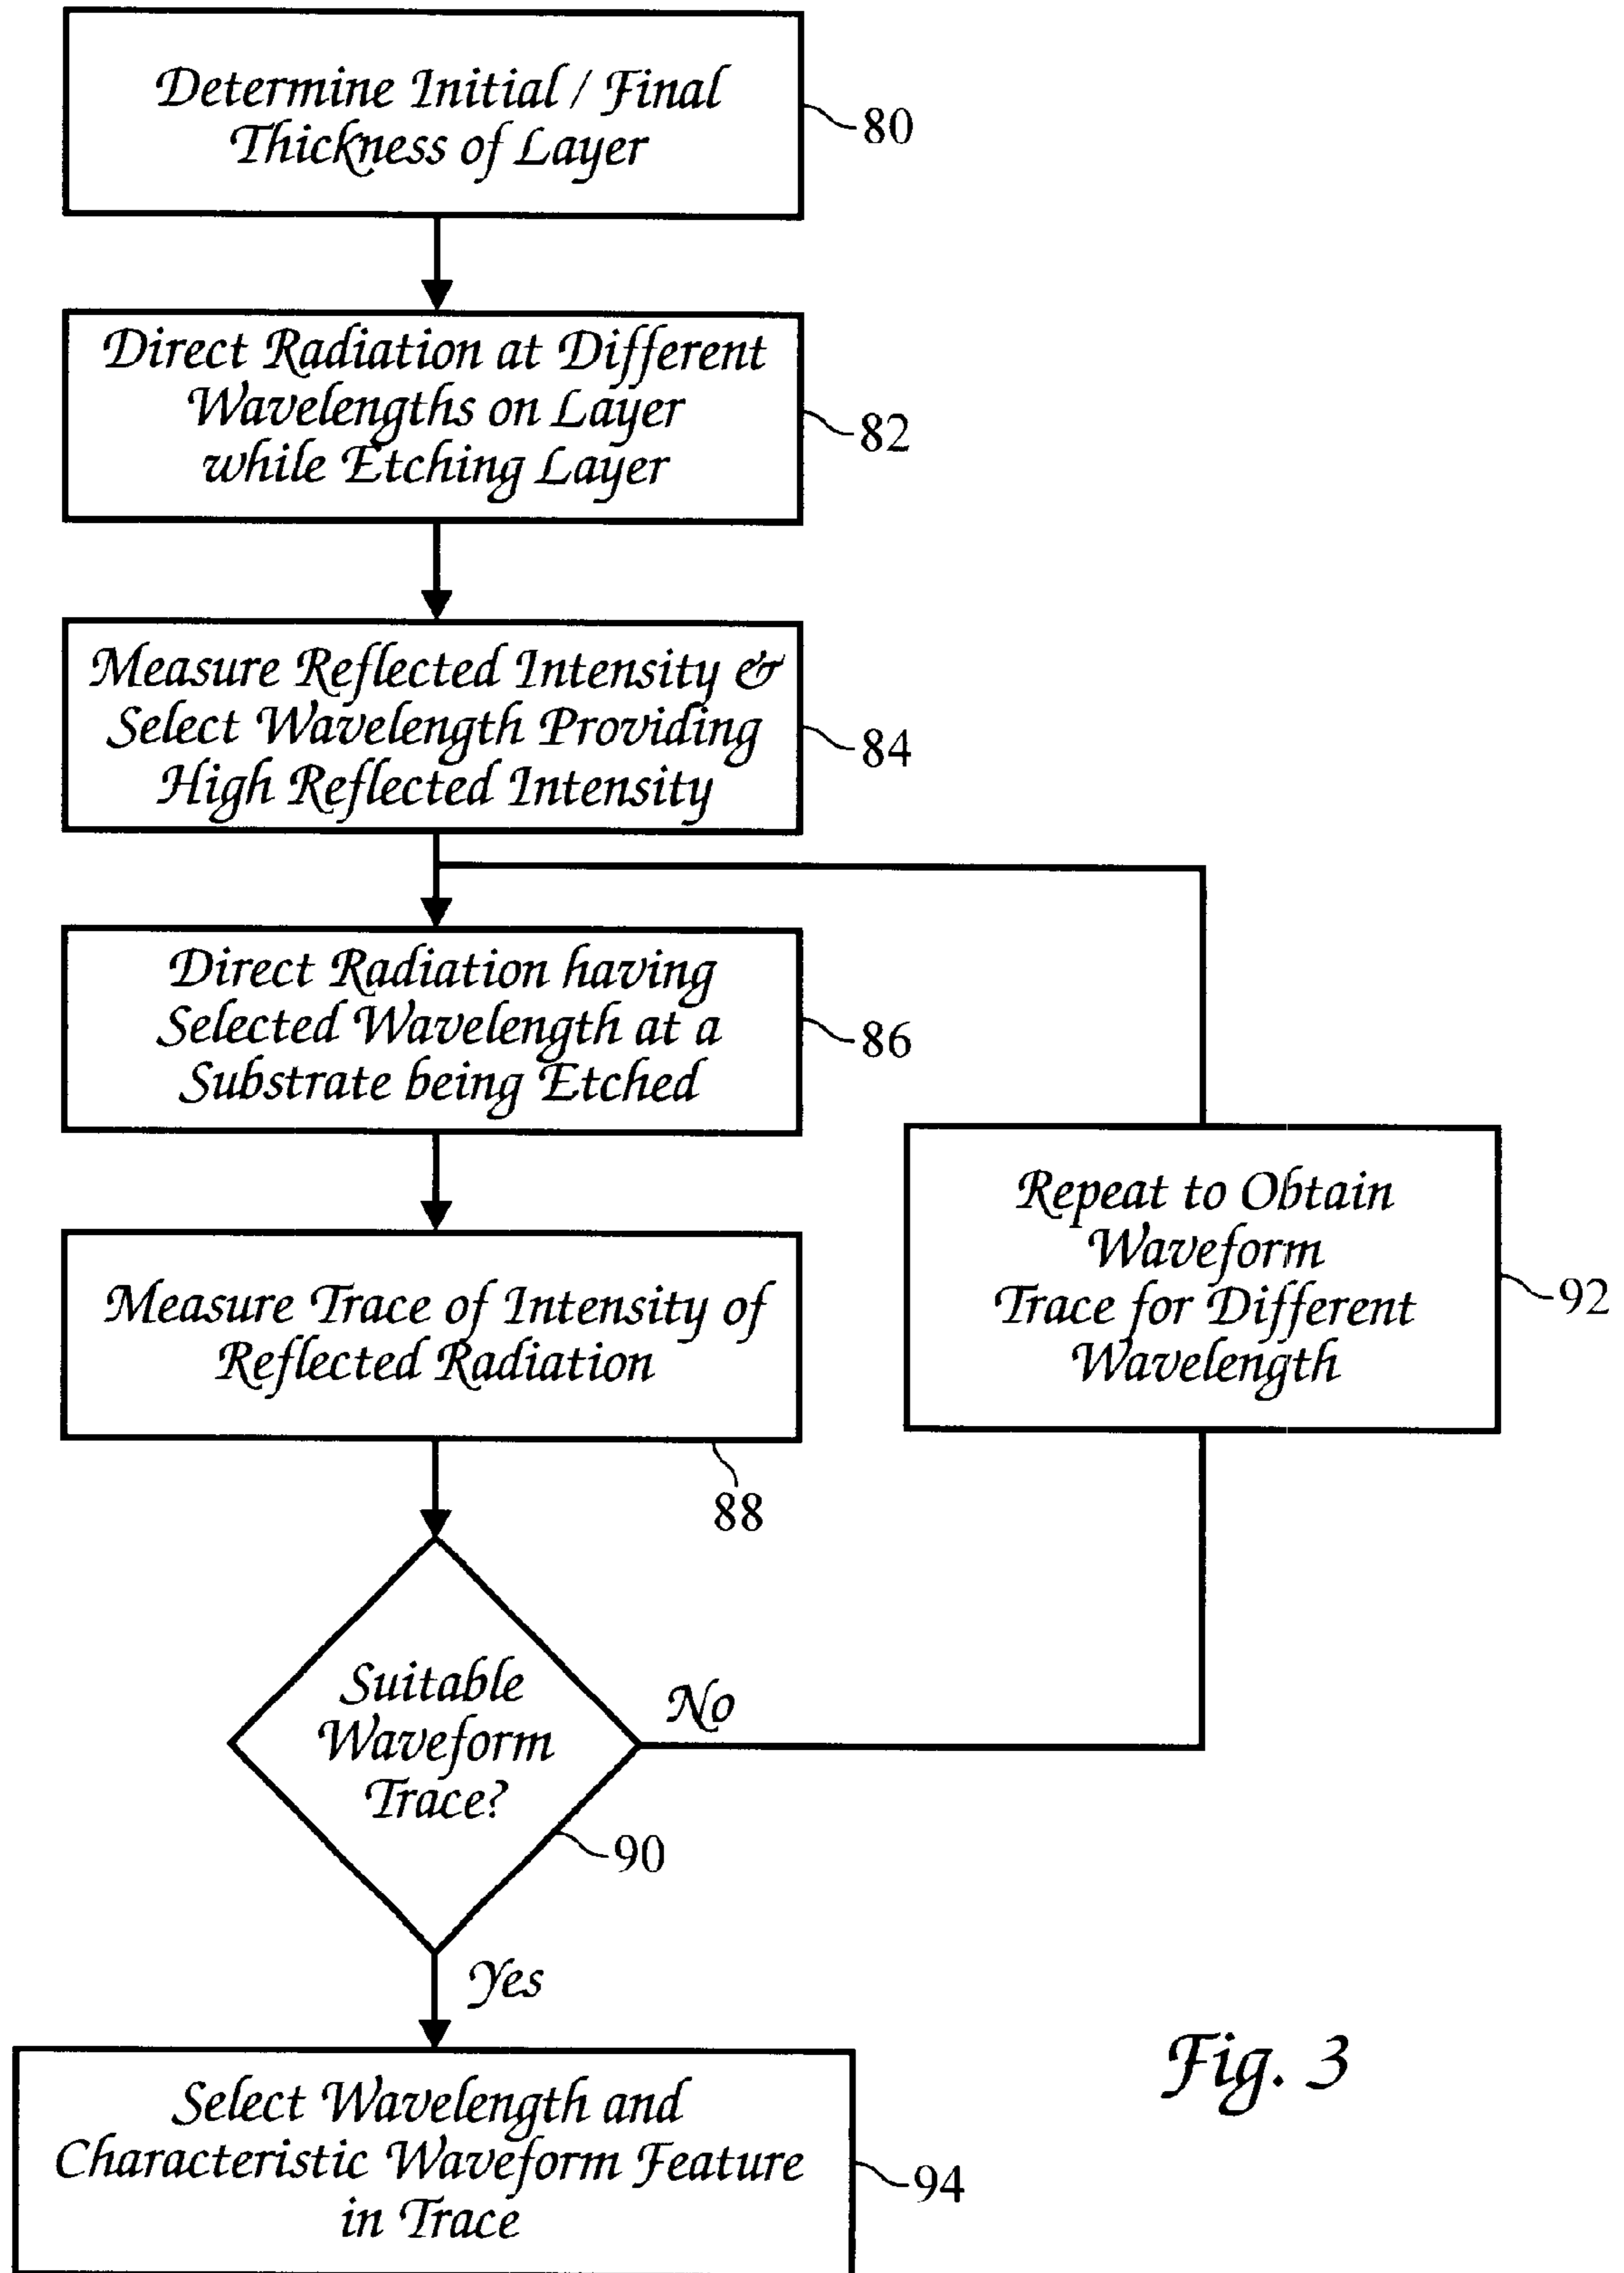 Determine Initial / Final
Thickness of Layer
80
Direct Radiation at Different
Wavelengths on Layer
while Etching Layer
82
Measure Reflected Intensity &
Select Wavelength Providing
High Reflected Intensity
84
Direct Radiation having
Selected Wavelength at a
Substrate being Etched
86
Repeat to Obtain
Waveform
Trace for Different
Wavelength
92
Measure Trace of Intensity of
Reflected Radiation
88
Suitable
Waveform
Trace?
No
90
Yes
Select Wavelength and
Characteristic Waveform Feature
in Trace
94
Fig. 3